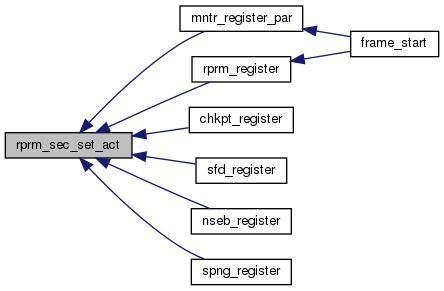 mntr_register_par
frame_start
rprm_register
chkpt_register
rprm_sec_set_act
sfd_register
nseb_register
spng_register